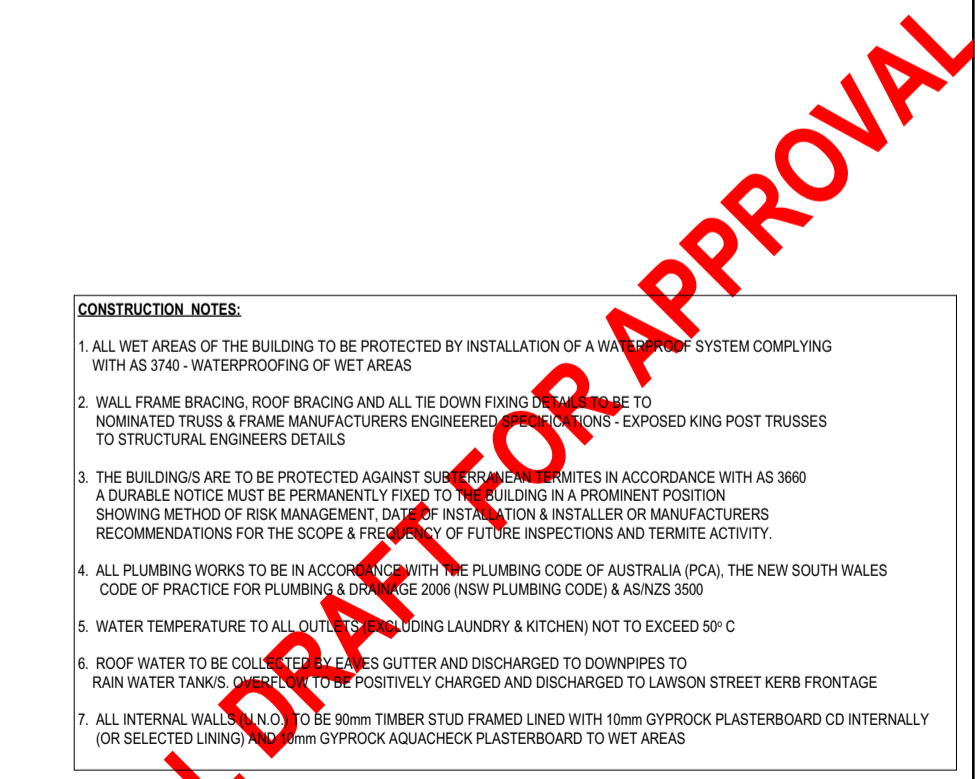 CONSTRUCTION NOTES:
1. ALL WET AREAS OF THE BUILDING TO BE PROTECTED BY INSTALLATION OF A WATERPROOF SYSTEM COMPLYING
WITH AS 3740 - WATERPROOFING OF WET AREAS
2. WALL FRAME BRACING, ROOF BRACING AND ALL TIE DOWN FIXING DETAILS TO BE TO
NOMINATED TRUSS & FRAME MANUFACTURERS ENGINEERED SPECIFICATIONS - EXPOSED KING POST TRUSSES
TO STRUCTURAL ENGINEERS DETAILS
3. THE BUILDING/S ARE TO BE PROTECTED AGAINST SUBTERRANEAN TERMITES IN ACCORDANCE WITH AS 3660
A DURABLE NOTICE MUST BE PERMANENTLY FIXED TO THE BUILDING IN A PROMINENT POSITION
SHOWING METHOD OF RISK MANAGEMENT, DATE OF INSTALLATION & INSTALLER OR MANUFACTURERS
RECOMMENDATIONS FOR THE SCOPE & FREQUENCY OF FUTURE INSPECTIONS AND TERMITE ACTIVITY.
4. ALL PLUMBING WORKS TO BE IN ACCORDANCE WITH THE PLUMBING CODE OF AUSTRALIA (PCA), THE NEW SOUTH WALES
CODE OF PRACTICE FOR PLUMBING & DRAINAGE 2006 (NSW PLUMBING CODE) & AS/NZS 3500
5. WATER TEMPERATURE TO ALL OUTLETS (EXCLUDING LAUNDRY & KITCHEN) NOT TO EXCEED 50º C
6. ROOF WATER TO BE COLLECTED BY EAVES GUTTER AND DISCHARGED TO DOWNPIPES TO
RAIN WATER TANK/S. OVERFLOW TO BE POSITIVELY CHARGED AND DISCHARGED TO LAWSON STREET KERB FRONTAGE
7. ALL INTERNAL WALLS (U.N.O.) TO BE 90mm TIMBER STUD FRAMED LINED WITH 10mm GYPROCK PLASTERBOARD CD INTERNALLY
(OR SELECTED LINING) AND 10mm GYPROCK AQUACHECK PLASTERBOARD TO WET AREAS
DRAFT FOR APPROVAL